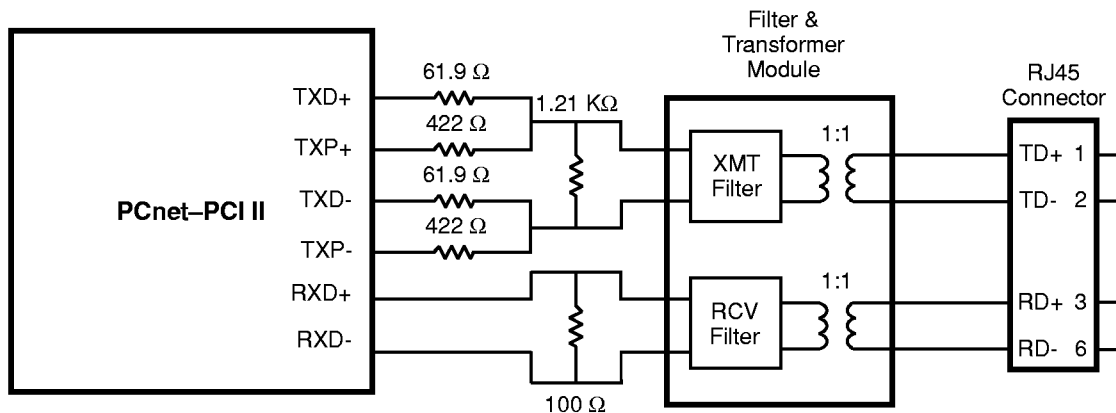 Filter &
Transformer
Module
RJ45
Connector
61.9 Ω
TXD+
1.21 KΩ
422 Ω
TXP+
1:1
XMT
Filter
TD+ 1
61.9 Ω
TXD-
TD- 2
PCnet–PCI II
422 Ω
TXP-
RXD+
1:1
RCV
Filter
RD+ 3
RXD-
RD- 6
100 Ω